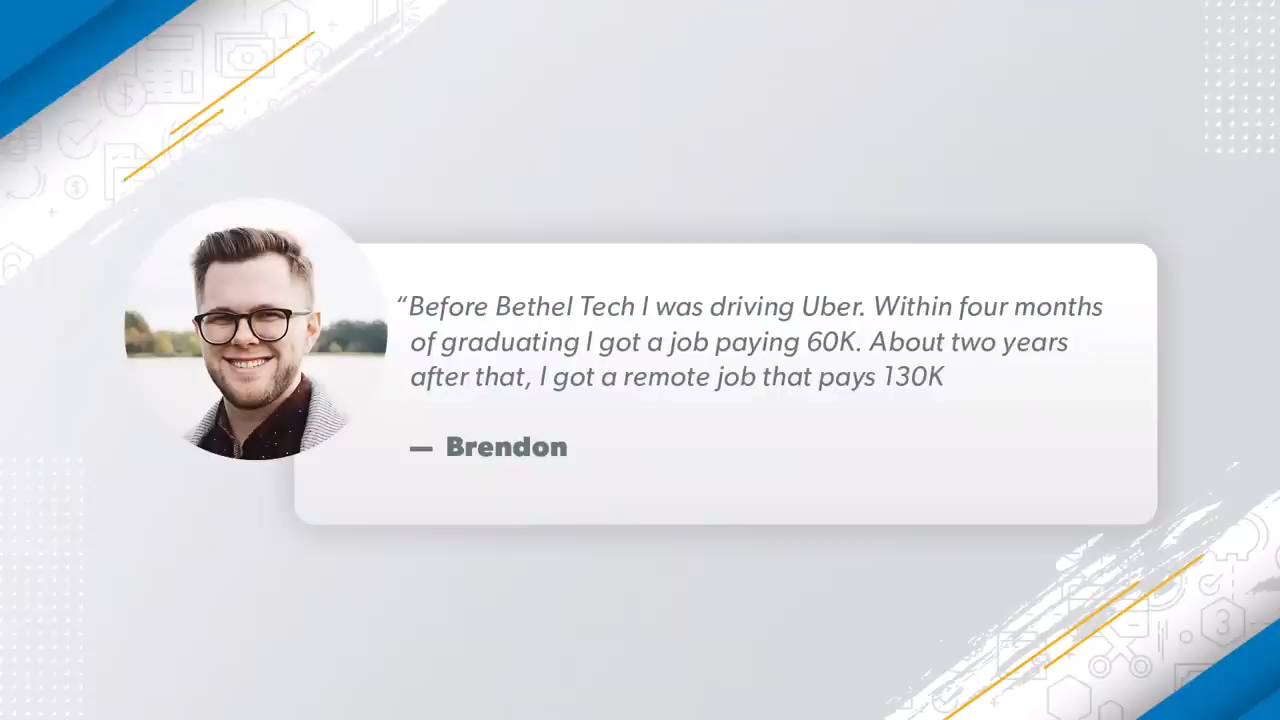 “Before Bethel Tech I was driving Uber. Within four months
of graduating I got a job paying 60K. About two years
after that, I got a remote job that pays 130K
— Brendon